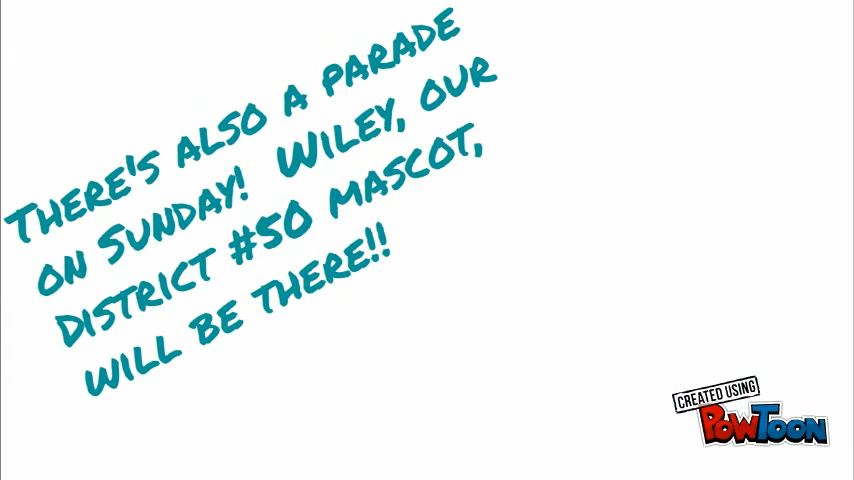 There's also a parade
on Sunday!  Wiley, our
district #50 mascot,
will be there!!
CREATED USING
PowToon